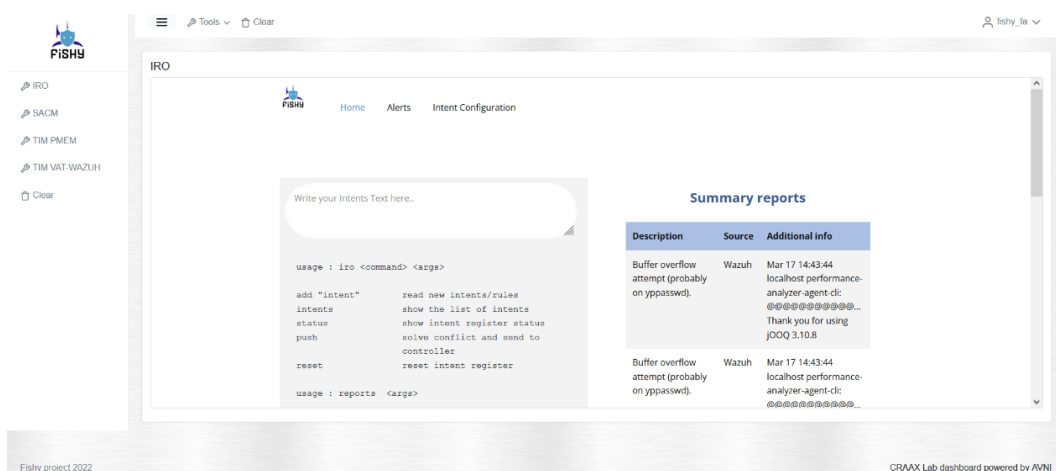 FISHY
Tools
Clear
fishy_fa
IRO
SACM
TIM PMEM
TIM VAT-WAZUH
Clear
IRO
FISHY
Home
Alerts
Intent Configuration
Write your Intents Text here..
usage : iro <command> <args>
add "intent" read new intents/rules
intents show the list of intents
status show intent register status
push solve conflict and send to
controller
reset reset intent register
usage : reports <args>
Summary reports
Description Source Additional info
Buffer overflow Wazuh Mar 17 14:43:44
attempt (probably localhost performance-
on yppasswd). analyzer-agent-cli:
@@@@@@@@@@@...
Thank you for using
jOOQ 3.10.8
Buffer overflow Wazuh Mar 17 14:43:44
attempt (probably localhost performance-
on yppasswd). analyzer-agent-cli:
@@@@@@@@@@@...
Fishy project 2022
CRAAX Lab dashboard powered by AVNI